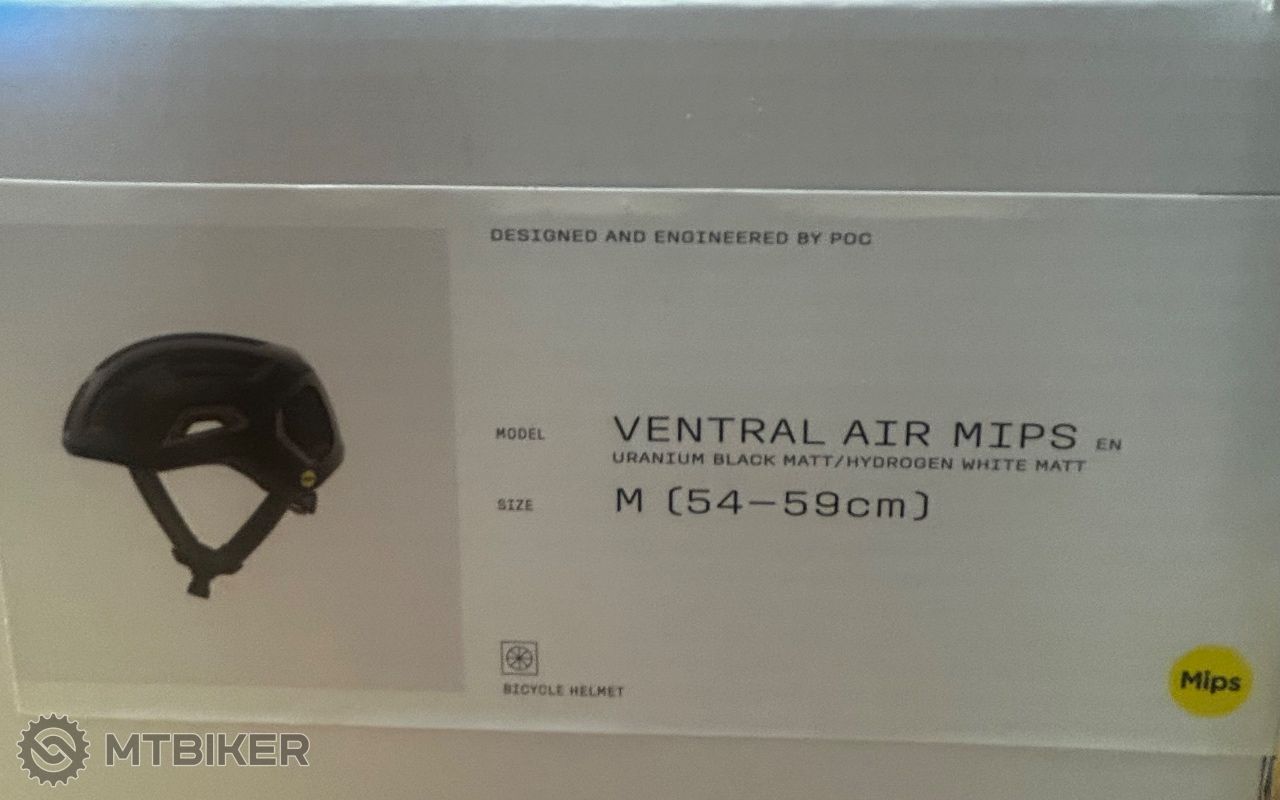 DESIGNED AND ENGINEERED BY POC
MODEL VENTRAL AIR MIPS EN
URANIUM BLACK MATT/HYDROGEN WHITE MATT
SIZE M (54—59cm)
BICYCLE HELMET
Mips
MTBIKER